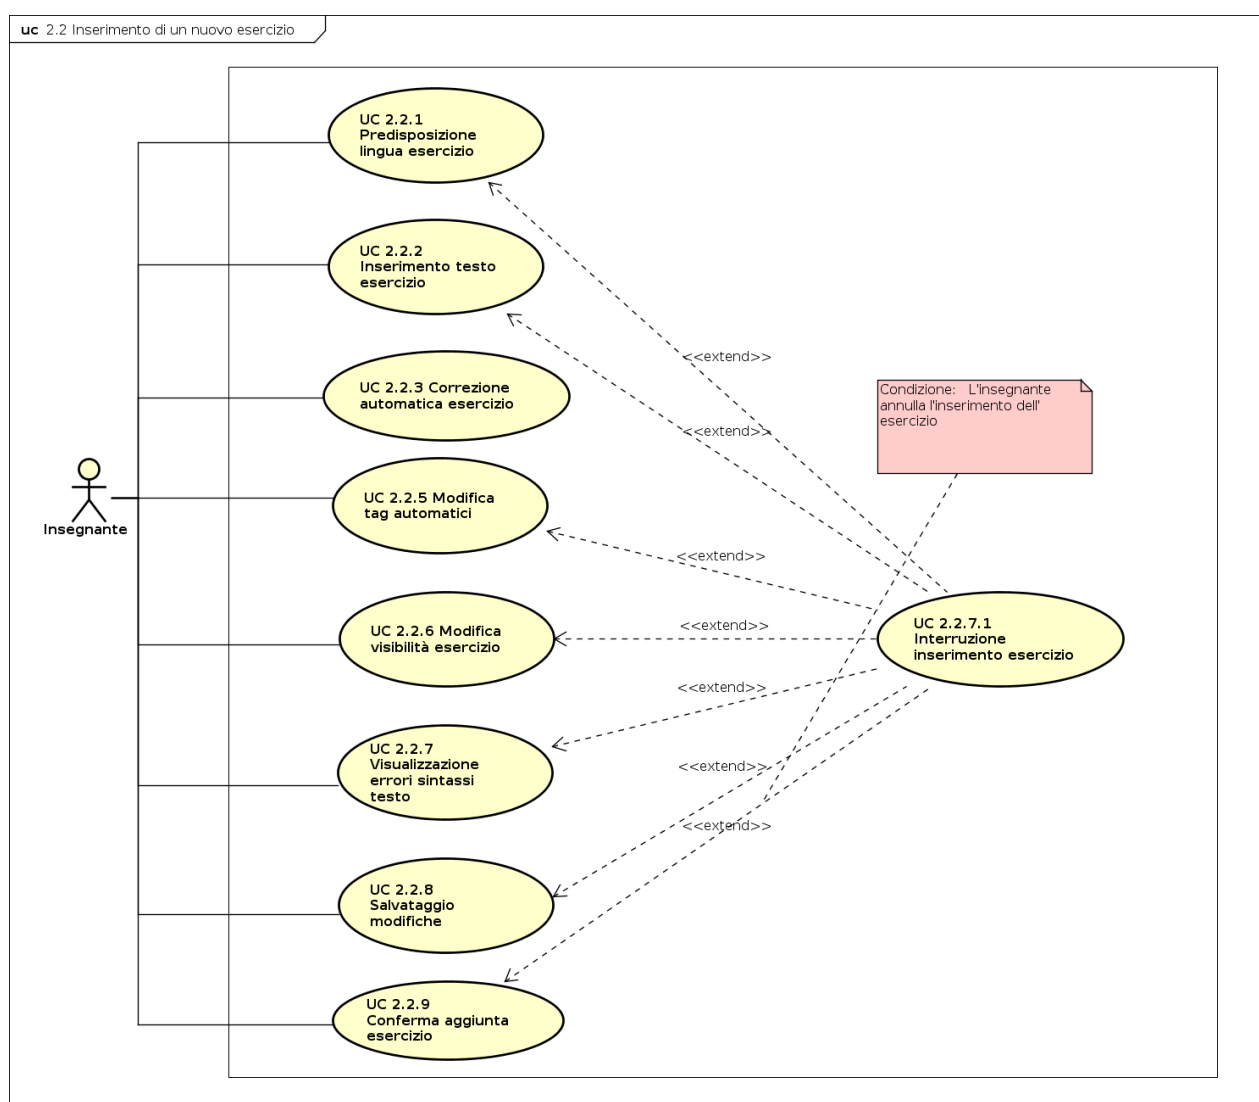 uc 2.2 Inserimento di un nuovo esercizio
UC 2.2.1
Predisposizione
lingua esercizio
UC 2.2.2
Inserimento testo
esercizio
<<extend>>
UC 2.2.3 Correzione
automatica esercizio
Condizione:   L'insegnante
annulla l'inserimento dell'
esercizio
<<extend>>
UC 2.2.5 Modifica
tag automatici
Insegnante
<<extend>>
UC 2.2.6 Modifica
visibilità esercizio
<<extend>>
UC 2.2.7.1
Interruzione
inserimento esercizio
<<extend>>
UC 2.2.7
Visualizzazione
errori sintassi
testo
<<extend>>
<<extend>>
UC 2.2.8
Salvataggio
modifiche
UC 2.2.9
Conferma aggiunta
esercizio